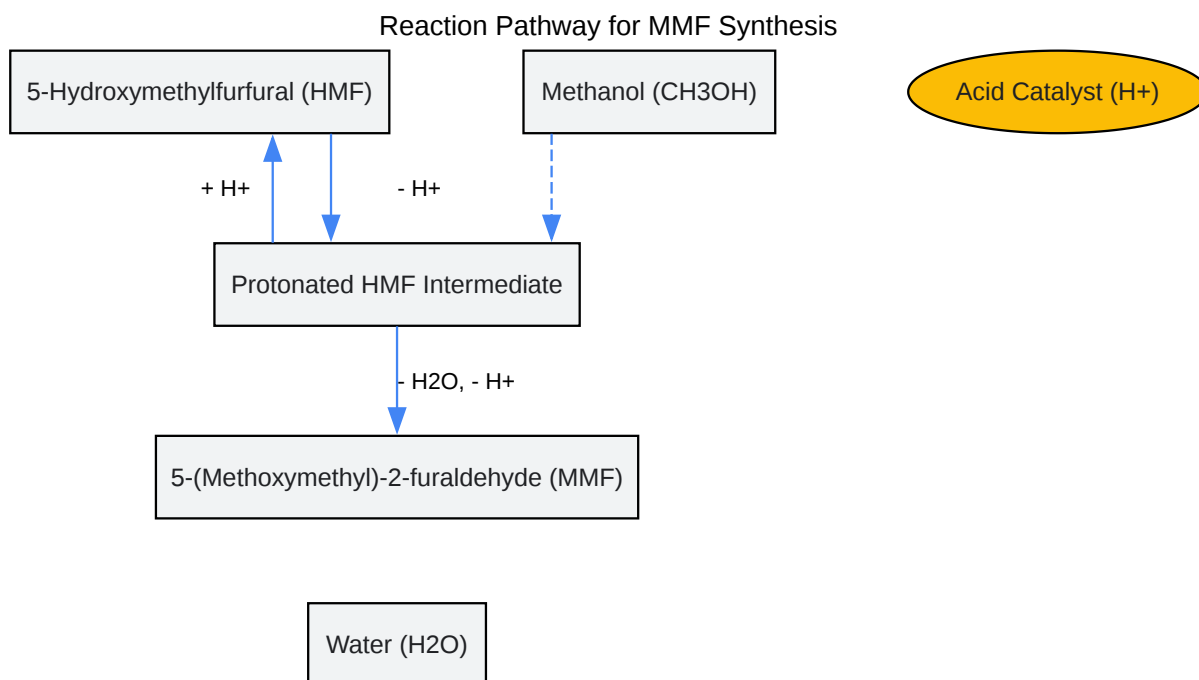 Reaction Pathway for MMF Synthesis
5-Hydroxymethylfurfural (HMF)
Methanol (CH3OH)
Acid Catalyst (H+)
+ H+
- H+
Protonated HMF Intermediate
- H2O, - H+
5-(Methoxymethyl)-2-furaldehyde (MMF)
Water (H2O)